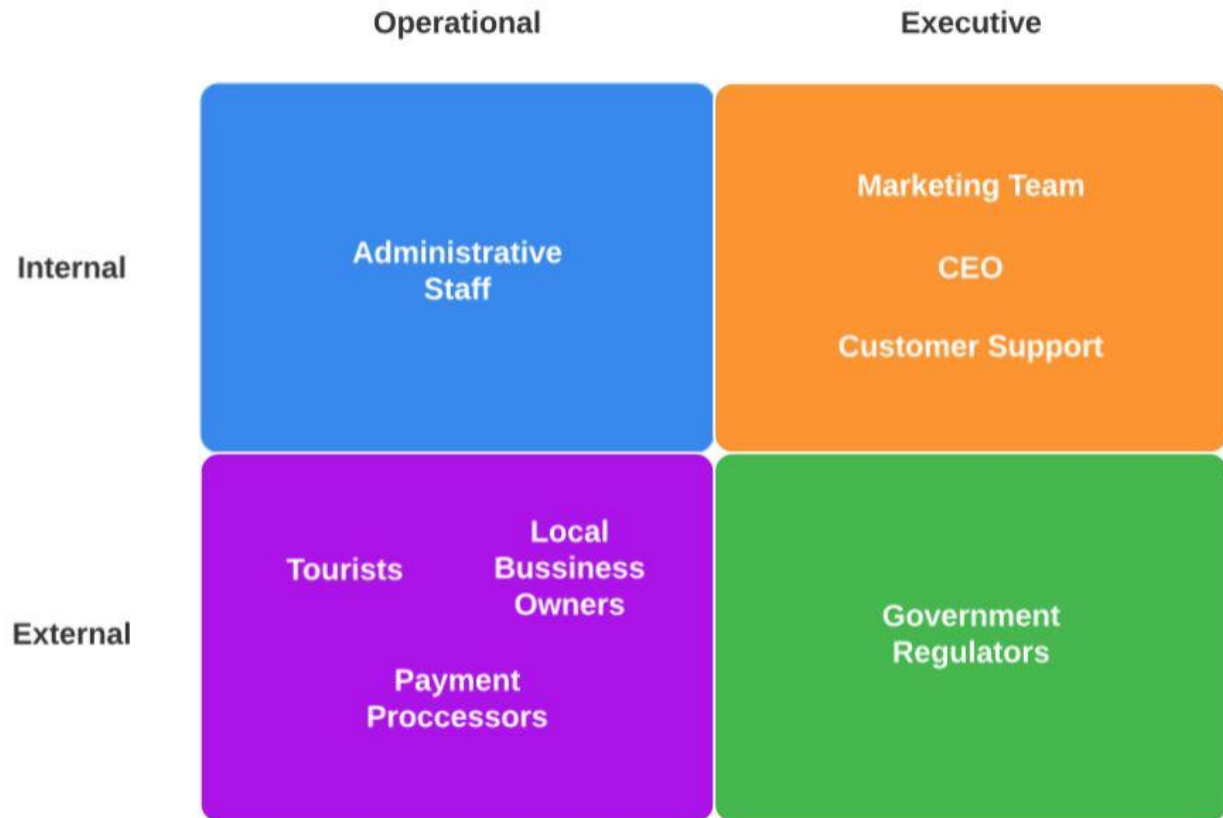 Operational
Executive
Internal
Administrative
Staff
Marketing Team
CEO
Customer Support
External
Tourists
Local
Bussiness
Owners
Payment
Proccessors
Government
Regulators